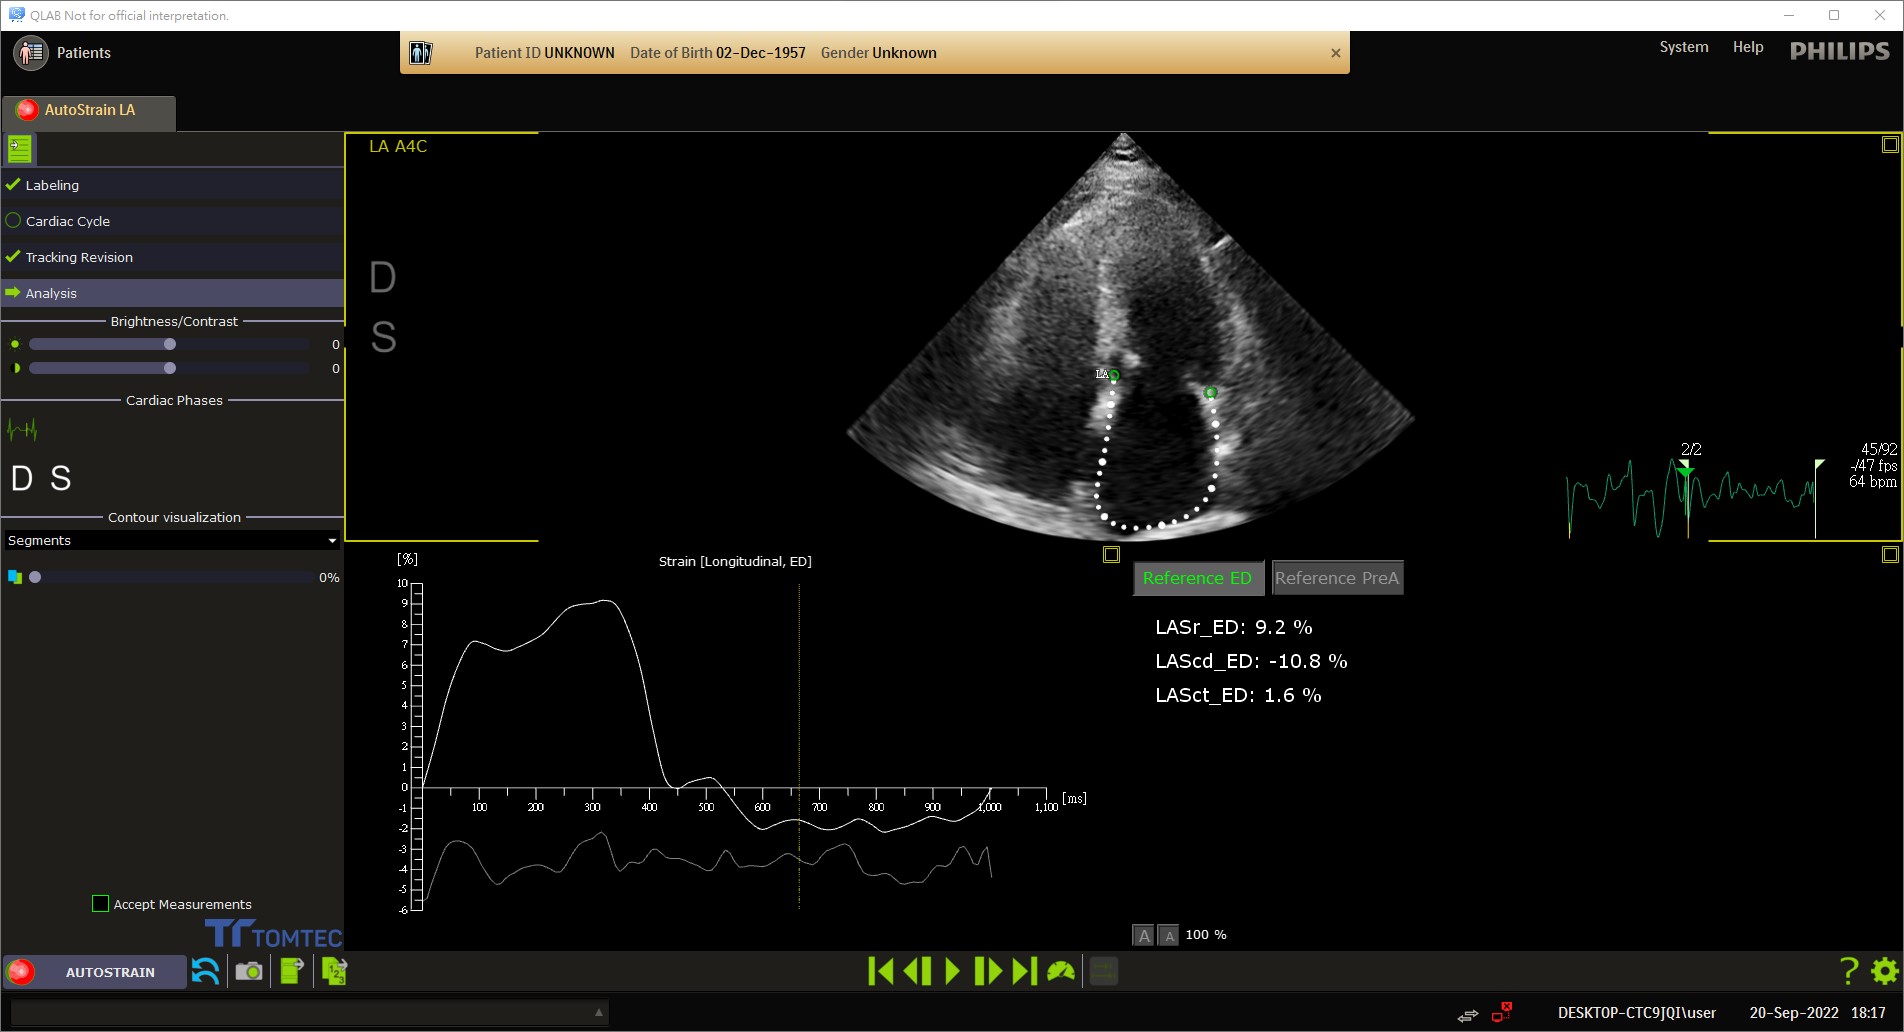 QLAB Not for official interpretation.
Patients
Patient ID UNKNOWN Date of Birth 02-Dec-1957 Gender Unknown
System Help PHILIPS
AutoStrain LA
LA A4C
Labeling
Cardiac Cycle
Tracking Revision
Analysis
Brightness/Contrast
0
0
Cardiac Phases
D S
Contour visualization
Segments
0%
Accept Measurements
TOMTEC
D
S
LA
2/2
45/92
-/47 fps
64 bpm
[%]
Strain [Longitudinal, ED]
10
9
8
7
6
5
4
3
2
1
0
-1
-2
-3
-4
-5
-6
100 200 300 400 500 600 700 800 900 1,000 1,100 [ms]
Reference ED Reference PreA
LASr_ED: 9.2 %
LAScd_ED: -10.8 %
LASct_ED: 1.6 %
A A 100 %
AUTOSTRAIN
123
?
DESKTOP-CTC9JQI\user 20-Sep-2022 18:17